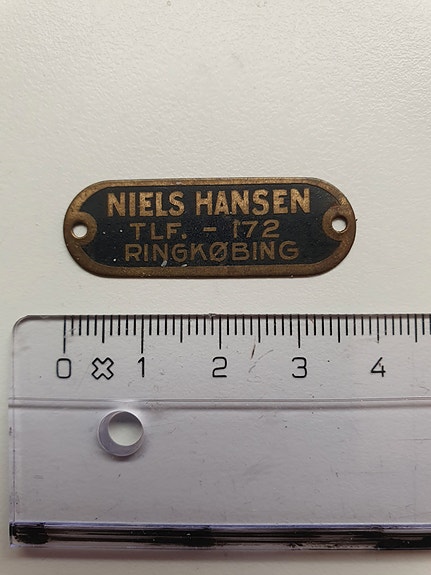 NIELS HANSEN
TLF. - 172
RINGKØBING
0 1 2 3 4